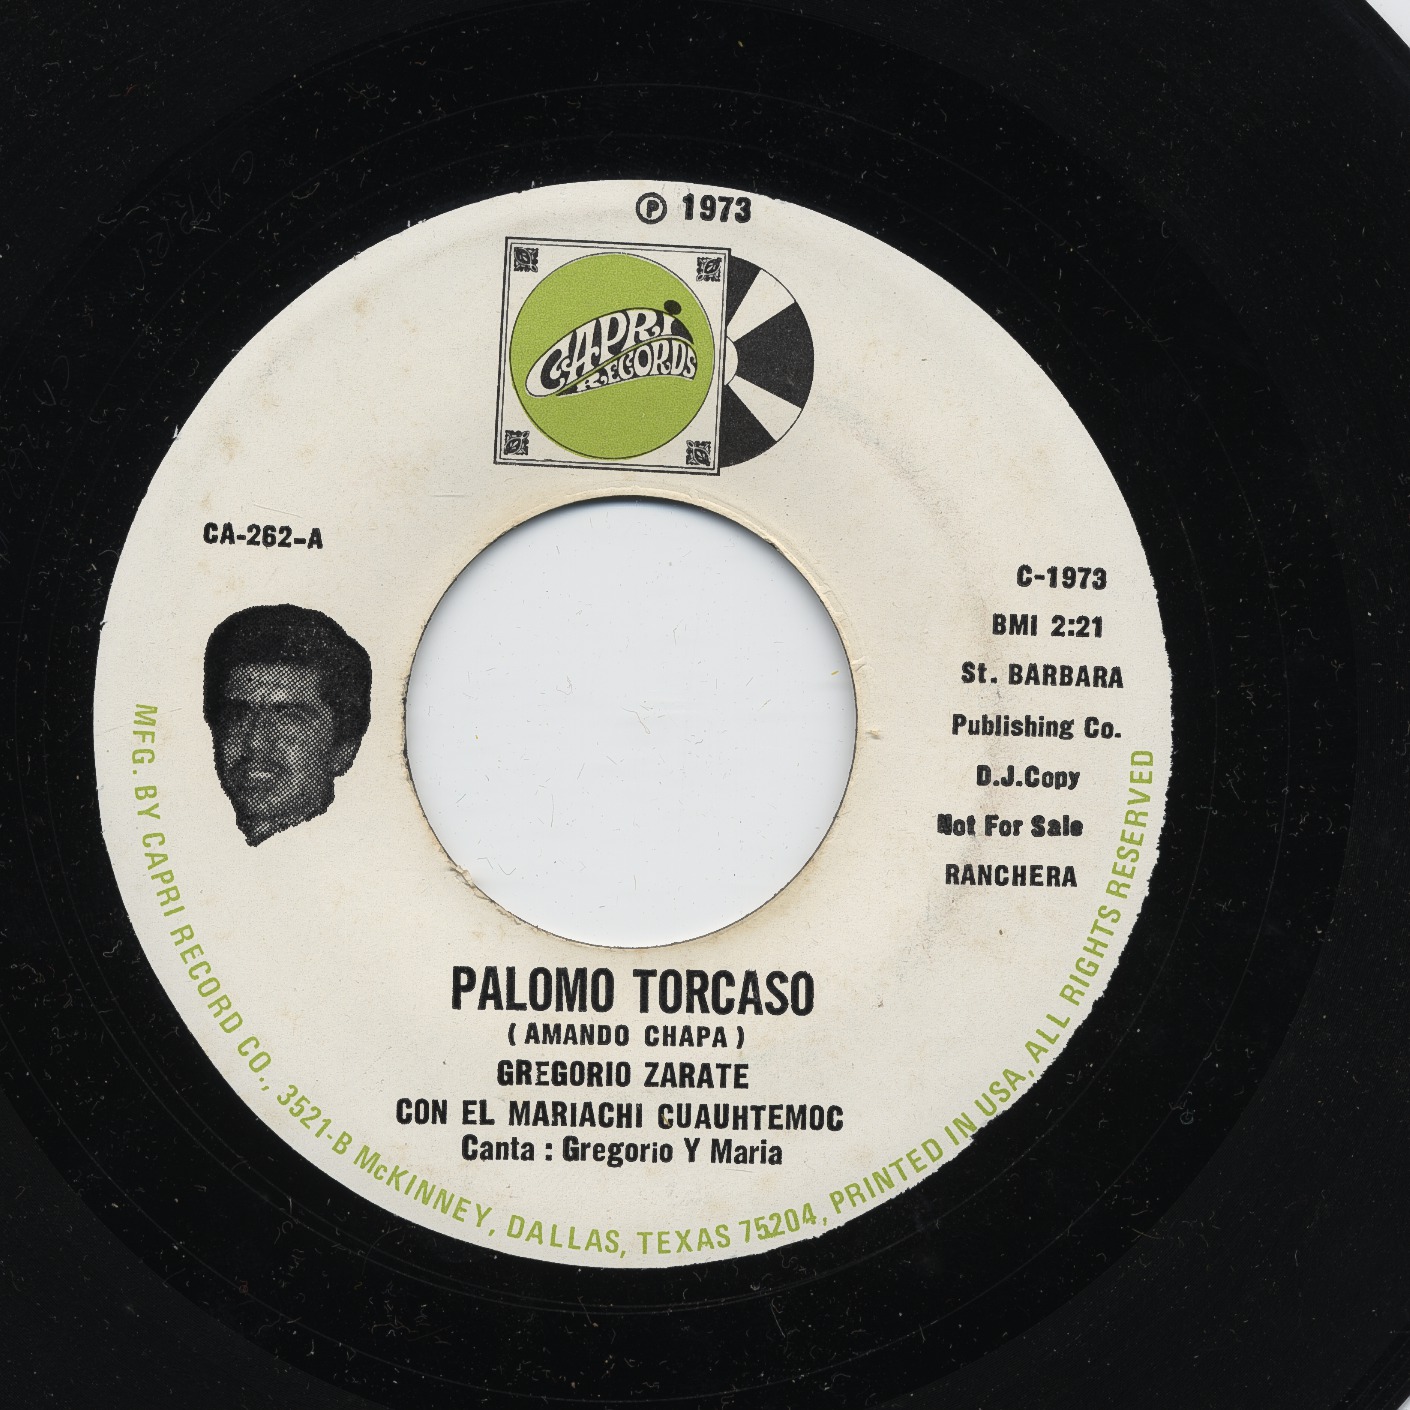 ℗ 1973
CAPRI
RECORDS
CA-262-A
C-1973
BMI 2:21
St. BARBARA
Publishing Co.
D.J.Copy
Not For Sale
RANCHERA
PALOMO TORCASO
( AMANDO CHAPA )
GREGORIO ZARATE
CON EL MARIACHI CUAUHTEMOC
Canta : Gregorio Y Maria
MFG. BY CAPRI RECORD CO., 3521-B McKINNEY, DALLAS, TEXAS 75204, PRINTED IN USA, ALL RIGHTS RESERVED